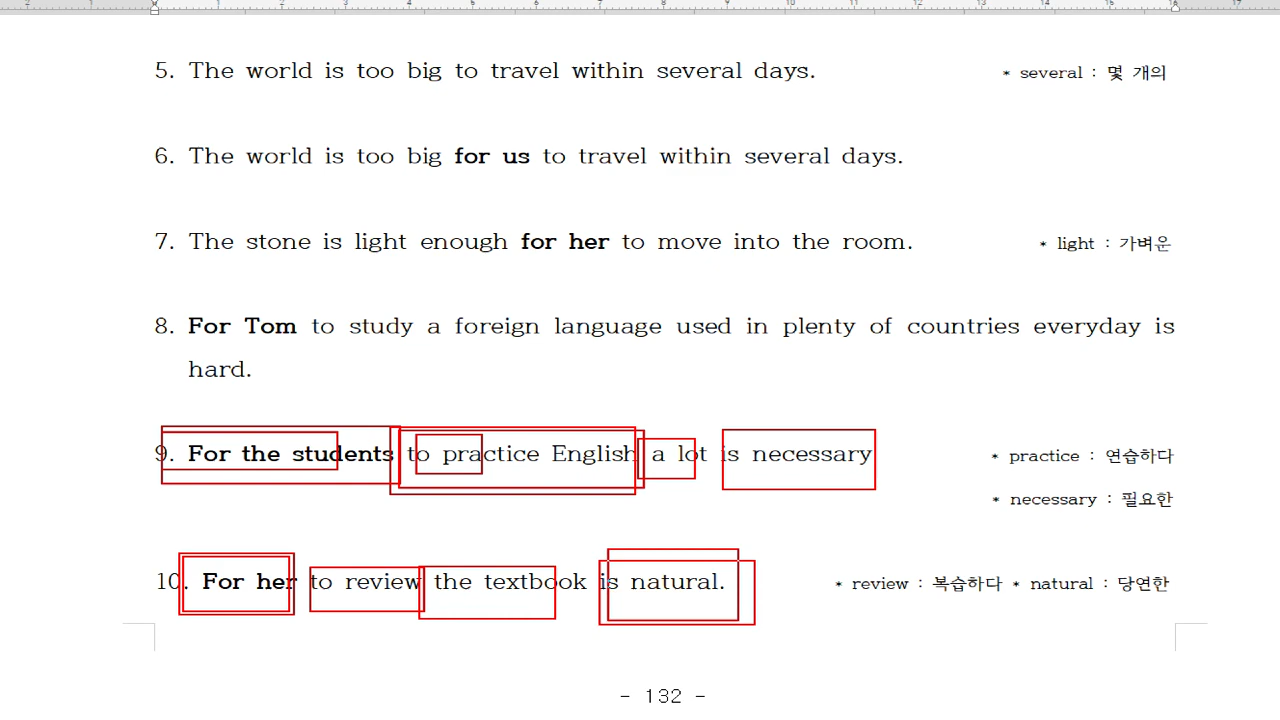 5. The world is too big to travel within several days. * several : 몇 개의
6. The world is too big for us to travel within several days.
7. The stone is light enough for her to move into the room. * light : 가벼운
8. For Tom to study a foreign language used in plenty of countries everyday is
hard.
9. For the students to practice English a lot is necessary * practice : 연습하다
* necessary : 필요한
10. For her to review the textbook is natural. * review : 복습하다 * natural : 당연한
- 132 -